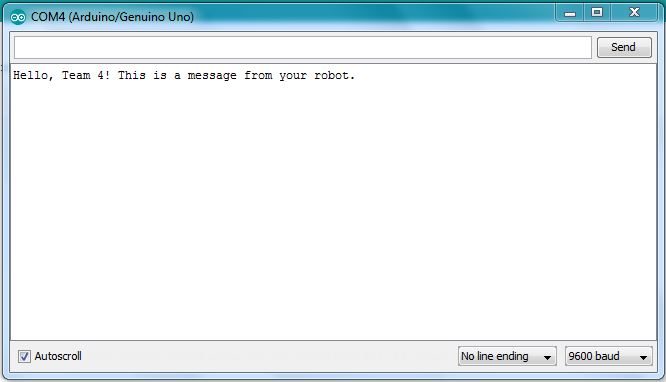 COM4 (Arduino/Genuino Uno)
Send
Hello, Team 4! This is a message from your robot.
Autoscroll
No line ending
9600 baud